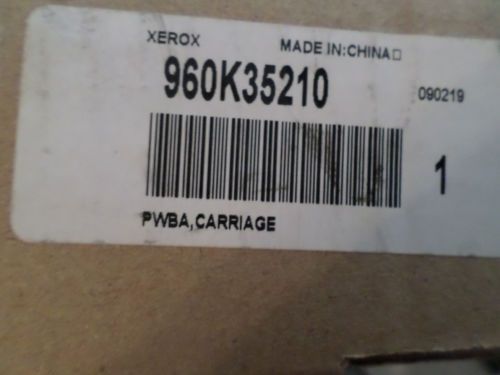 XEROX MADE IN:CHINA□
960K35210 090219
1
PWBA,CARRIAGE